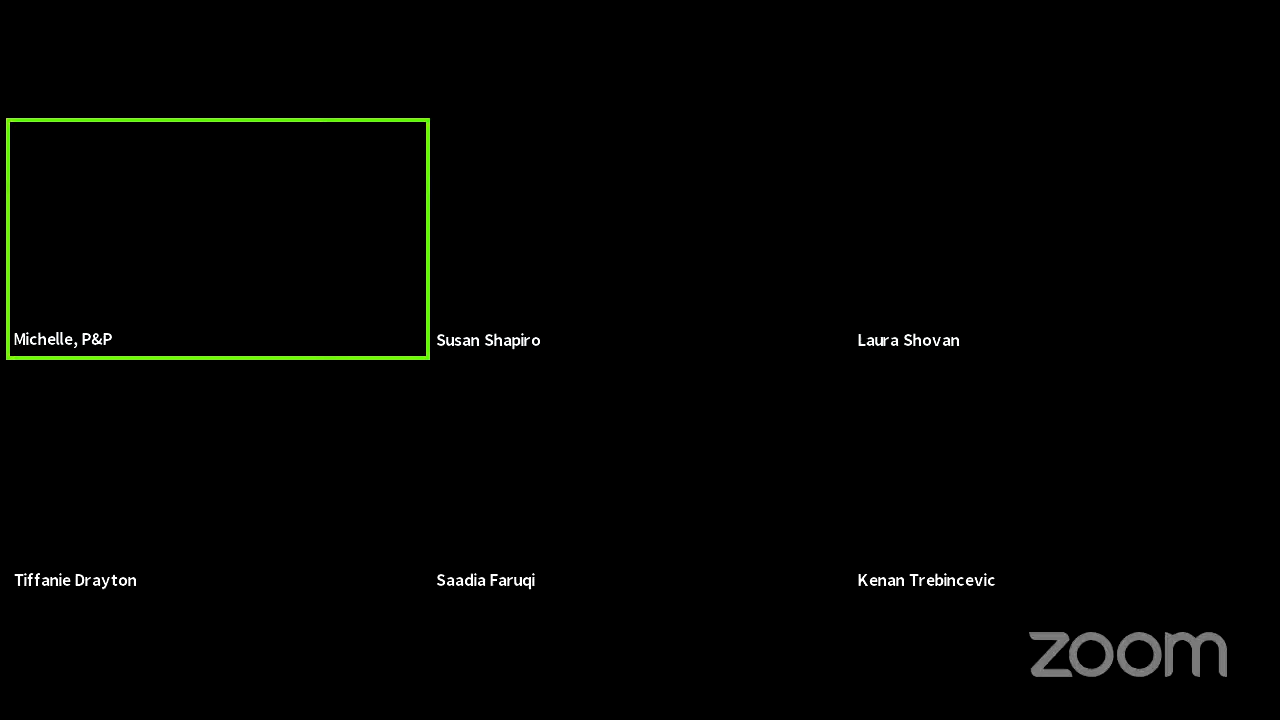 Michelle, P&P
Susan Shapiro
Laura Shovan
Tiffanie Drayton
Saadia Faruqi
Kenan Trebincevic
zoom